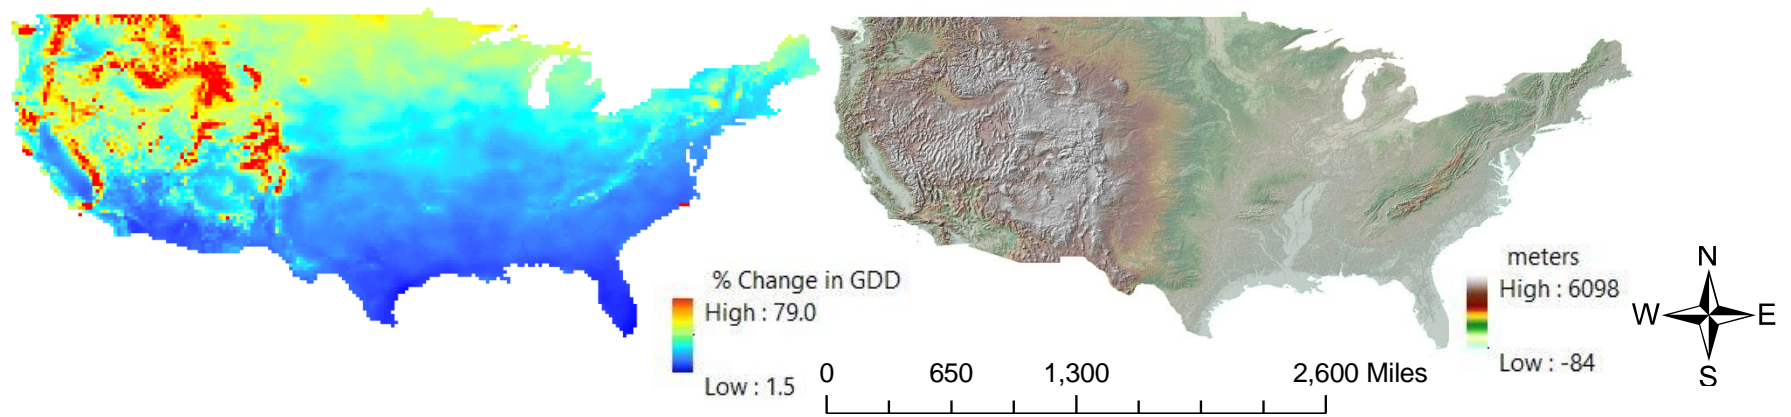 % Change in GDD
High : 79.0
Low : 1.5
meters
High : 6098
Low : -84
0 650 1,300 2,600 Miles
N
W E
S